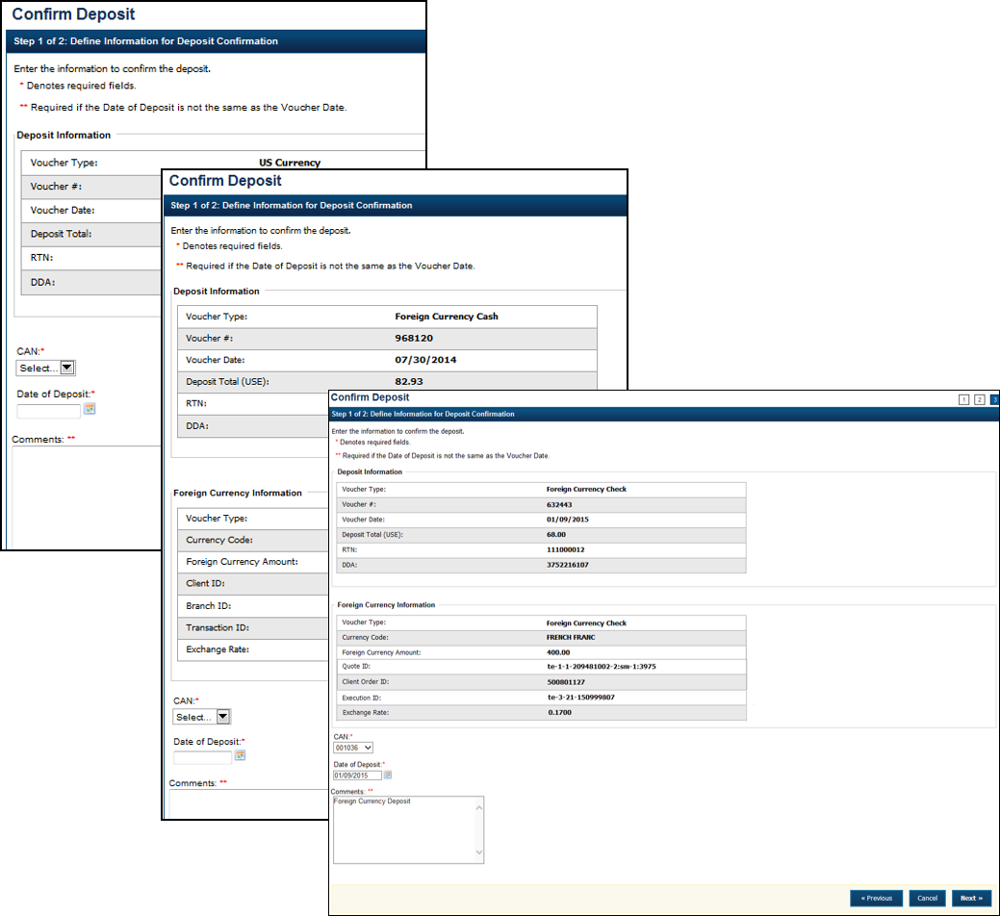 Confirm Deposit
Step 1 of 2: Define Information for Deposit Confirmation
Enter the information to confirm the deposit.
* Denotes required fields.
** Required if the Date of Deposit is not the same as the Voucher Date.
Deposit Information
Voucher Type: US Currency
Voucher #:
Voucher Date:
Deposit Total:
RTN:
DDA:
CAN:*
Select...
Date of Deposit:*
Comments: **
Confirm Deposit
Step 1 of 2: Define Information for Deposit Confirmation
Enter the information to confirm the deposit.
* Denotes required fields.
** Required if the Date of Deposit is not the same as the Voucher Date.
Deposit Information
Voucher Type: Foreign Currency Cash
Voucher #: 968120
Voucher Date: 07/30/2014
Deposit Total (USE): 82.93
RTN:
DDA:
Foreign Currency Information
Voucher Type:
Currency Code:
Foreign Currency Amount:
Client ID:
Branch ID:
Transaction ID:
Exchange Rate:
CAN:*
Select...
Date of Deposit:*
Comments: **
Confirm Deposit 1 2 3
Step 1 of 2: Define Information for Deposit Confirmation
Enter the information to confirm the deposit.
* Denotes required fields.
** Required if the Date of Deposit is not the same as the Voucher Date.
Deposit Information
Voucher Type: Foreign Currency Check
Voucher #: 632443
Voucher Date: 01/09/2015
Deposit Total (USE): 68.00
RTN: 111000012
DDA: 3752216107
Foreign Currency Information
Voucher Type: Foreign Currency Check
Currency Code: FRENCH FRANC
Foreign Currency Amount: 400.00
Quote ID: te-1-1-209481002-2:sm-1:3975
Client Order ID: 500801127
Execution ID: te-3-21-150999807
Exchange Rate: 0.1700
CAN:*
001036
Date of Deposit:*
01/09/2015
Comments: **
Foreign Currency Deposit
« Previous Cancel Next »